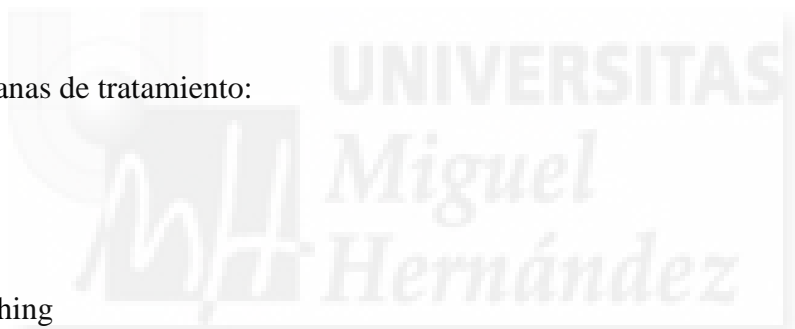 UNIVERSITAS
anas de tratamiento:
Miguel
Hernández
hing